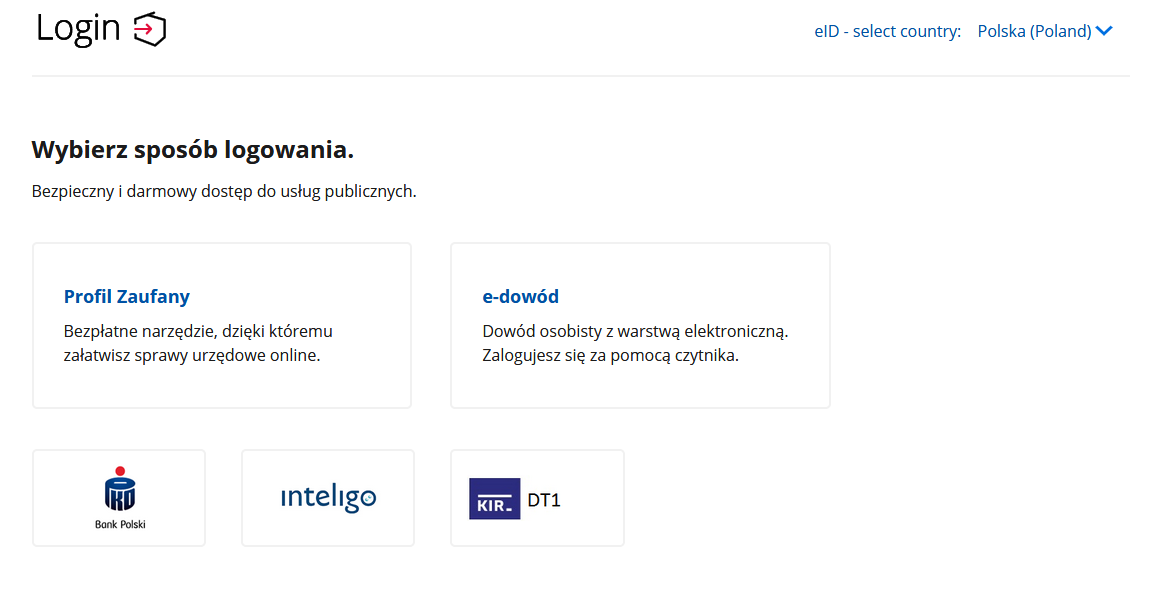 Login
eID - select country: Polska (Poland)
Wybierz sposób logowania.
Bezpieczny i darmowy dostęp do usług publicznych.
Profil Zaufany
Bezpłatne narzędzie, dzięki któremu
załatwisz sprawy urzędowe online.
e-dowód
Dowód osobisty z warstwą elektroniczną.
Zalogujesz się za pomocą czytnika.
PKO
Bank Polski
inteligo
KIR
DT1